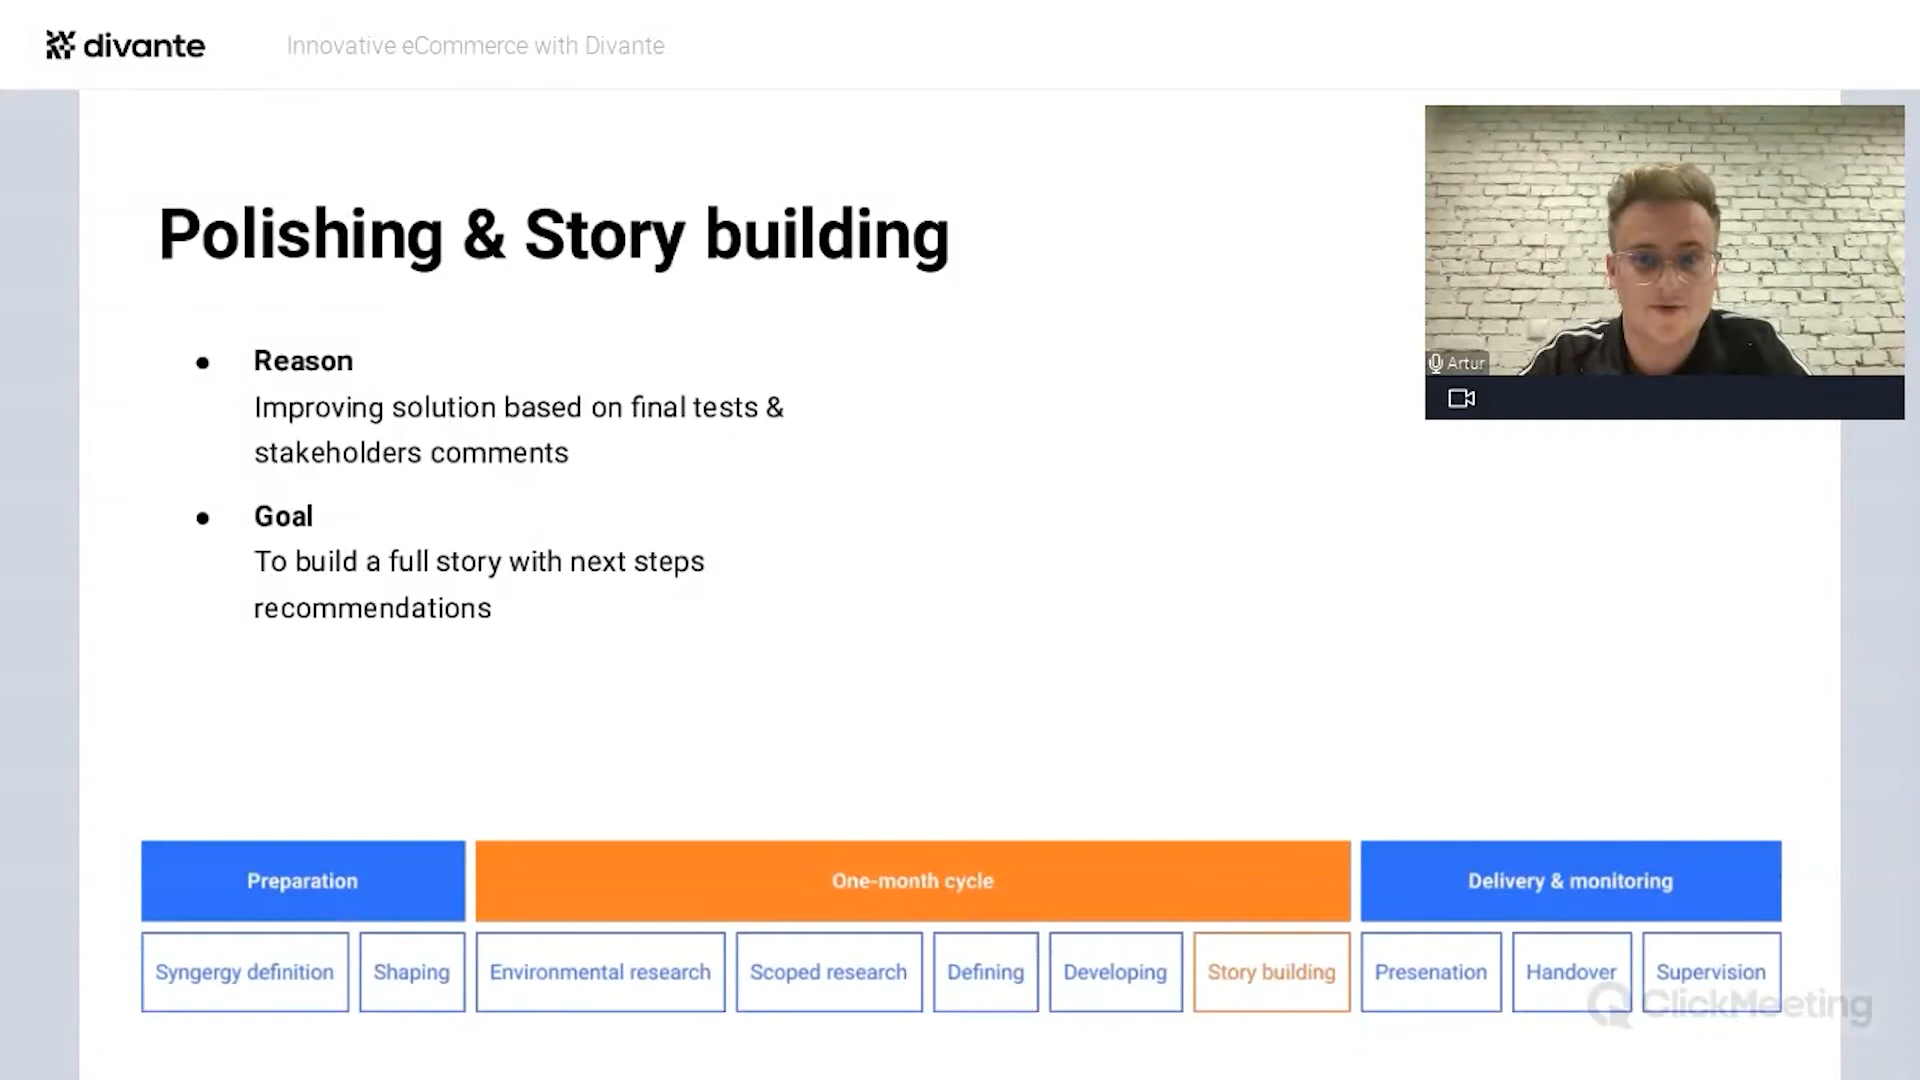 divante
Innovative eCommerce with Divante
Polishing & Story building
Reason
Improving solution based on final tests &
stakeholders comments
Goal
To build a full story with next steps
recommendations
Artur
Preparation
One-month cycle
Delivery & monitoring
Syngergy definition
Shaping
Environmental research
Scoped research
Defining
Developing
Story building
Presenation
Handover
Supervision
ClickMeeting